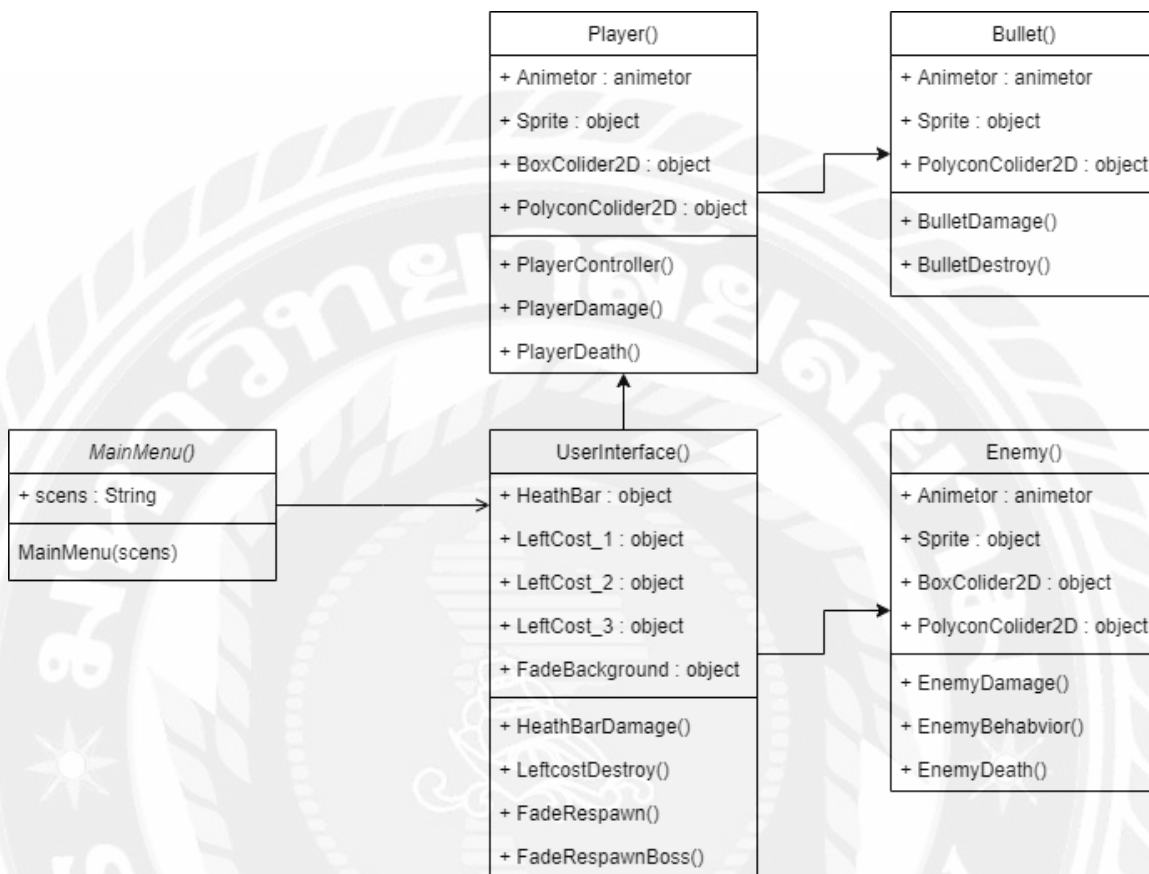 Player()
+ Animetor : animetor
+ Sprite : object
+ BoxColider2D : object
+ PolyconColider2D : object
+ PlayerController()
+ PlayerDamage()
+ PlayerDeath()
Bullet()
+ Animetor : animetor
+ Sprite : object
+ PolyconColider2D : object
+ BulletDamage()
+ BulletDestroy()
MainMenu()
+ scens : String
MainMenu(scens)
UserInterface()
+ HeathBar : object
+ LeftCost_1 : object
+ LeftCost_2 : object
+ LeftCost_3 : object
+ FadeBackground : object
+ HeathBarDamage()
+ LeftcostDestroy()
+ FadeRespawn()
+ FadeRespawnBoss()
Enemy()
+ Animetor : animetor
+ Sprite : object
+ BoxColider2D : object
+ PolyconColider2D : object
+ EnemyDamage()
+ EnemyBehabvior()
+ EnemyDeath()